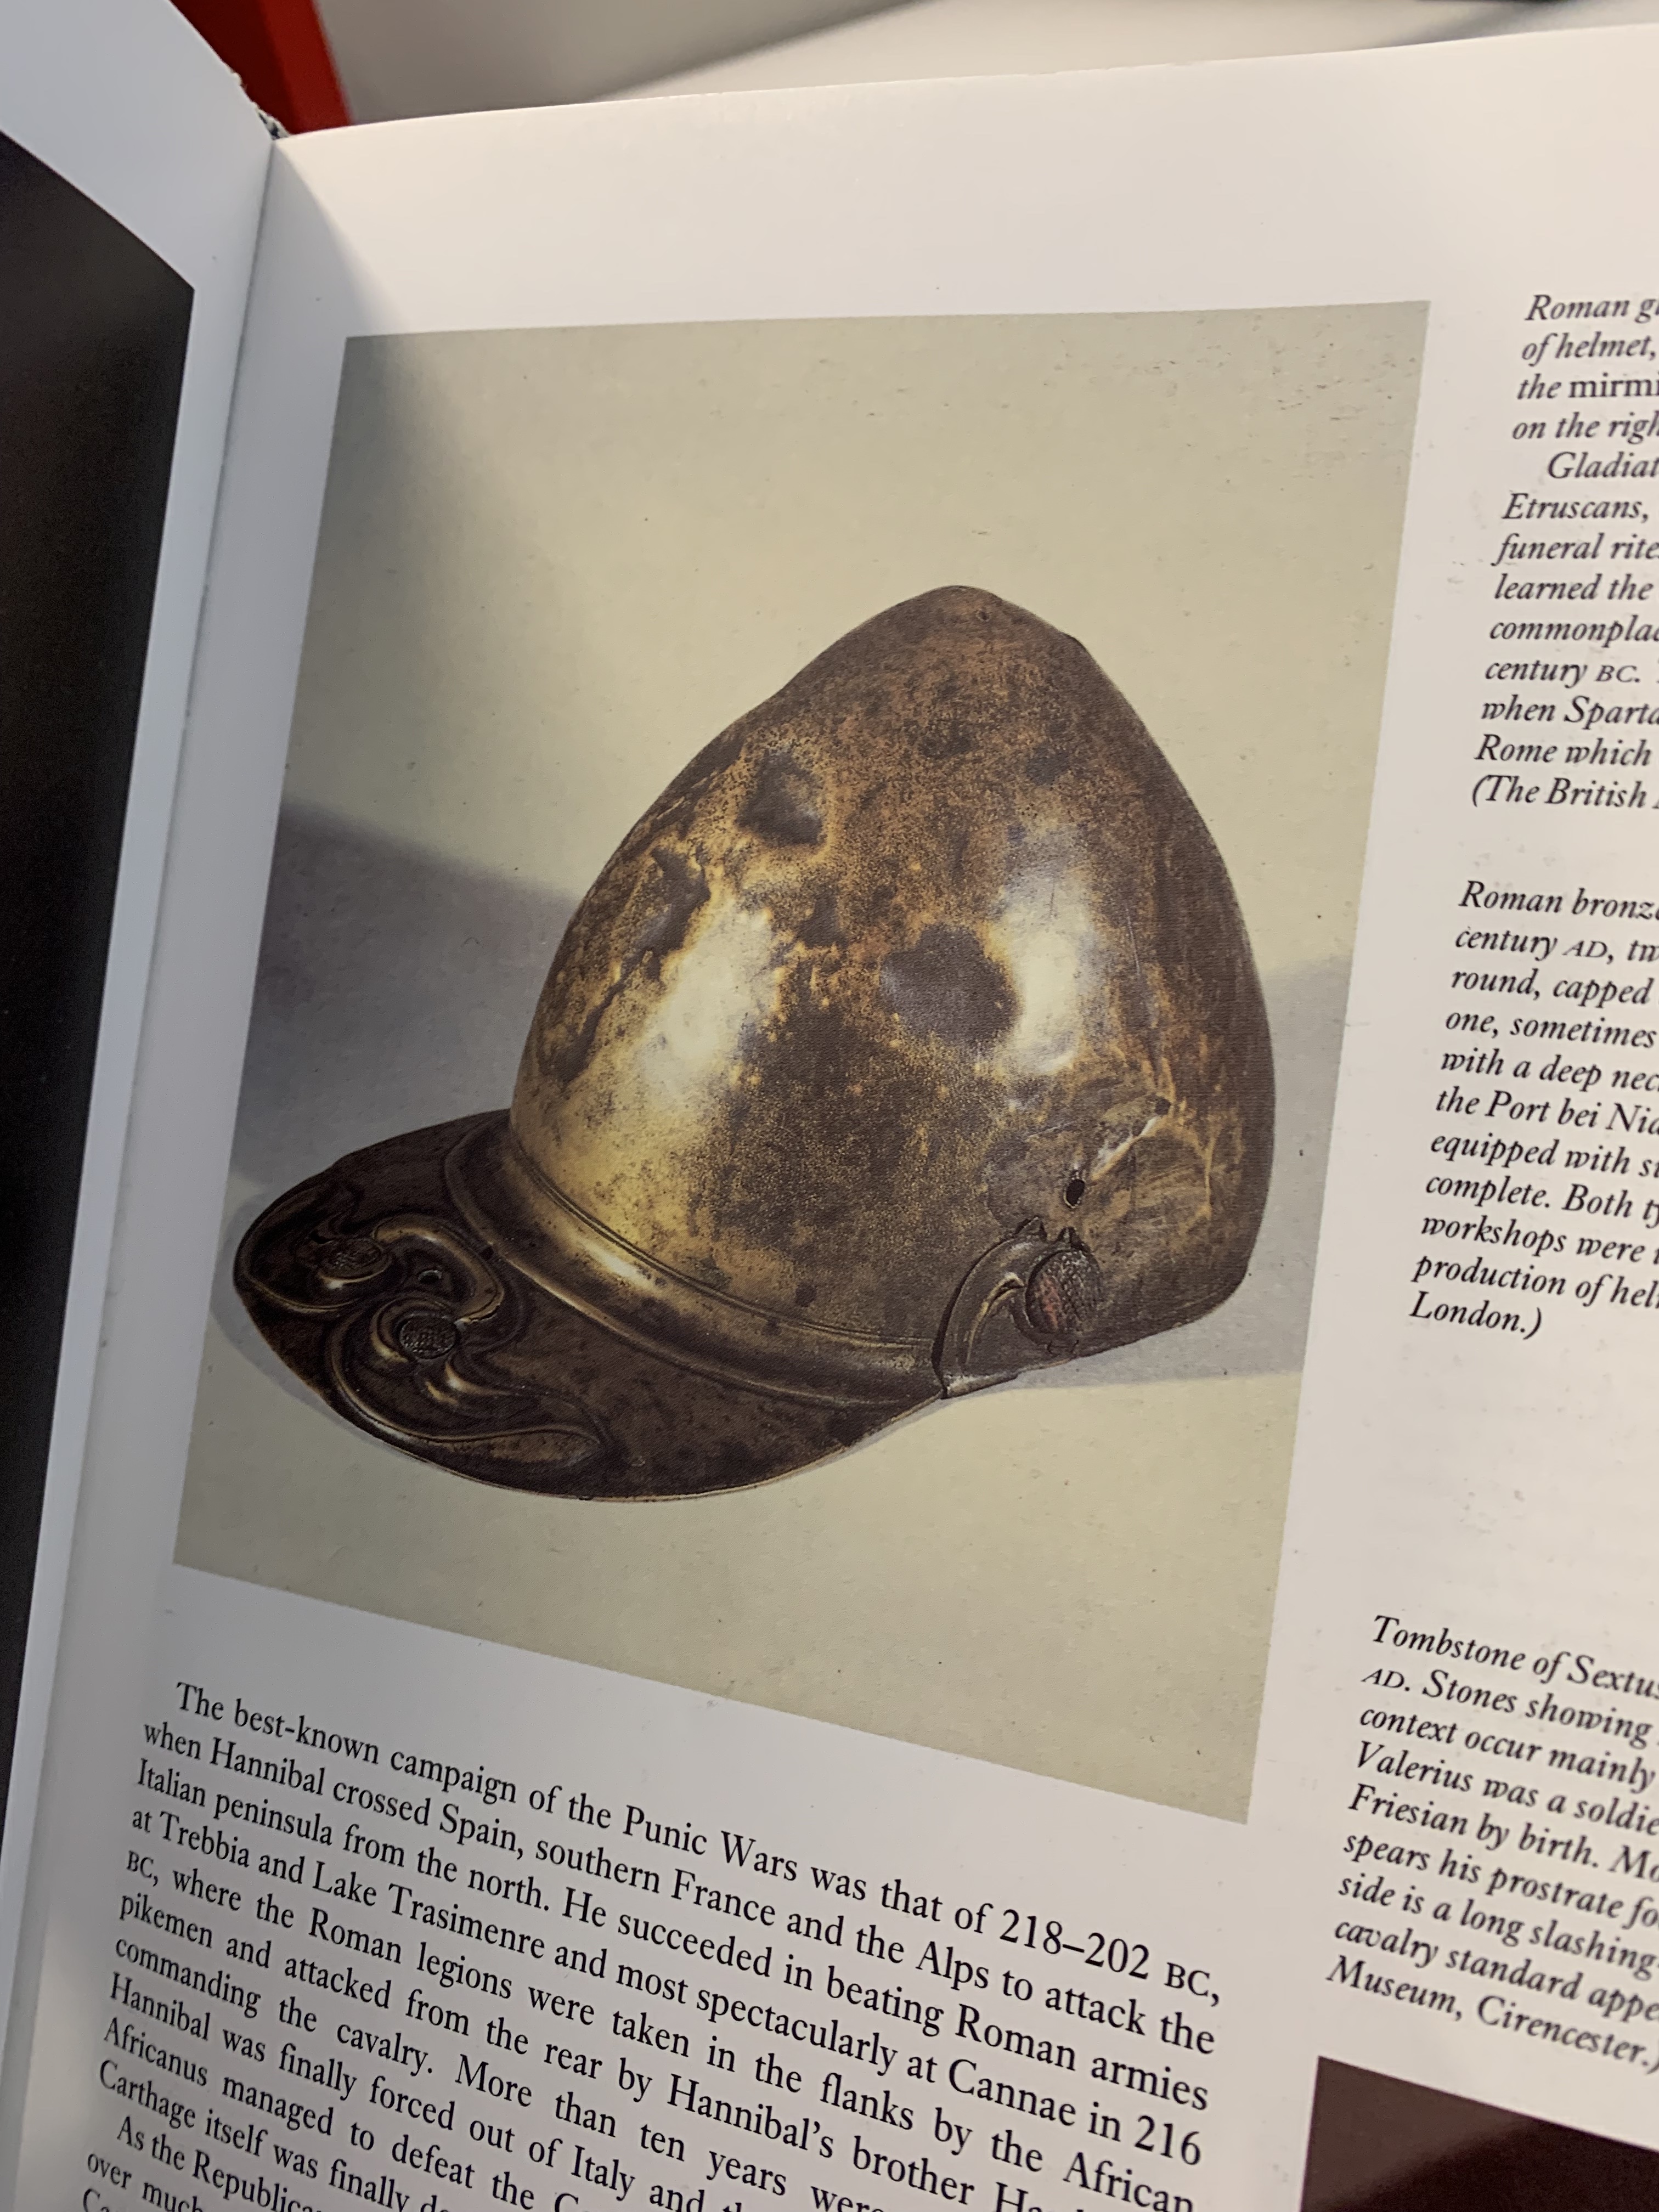 The best-known campaign of the Punic Wars was that of 218–202 BC,
when Hannibal crossed Spain, southern France and the Alps to attack the
Italian peninsula from the north. He succeeded in beating Roman armies
at Trebbia and Lake Trasimenre and most spectacularly at Cannae in 216
BC, where the Roman legions were taken in the flanks by the African
pikemen and attacked from the rear by Hannibal's brother
commanding the cavalry. More than ten years were
Hannibal was finally forced out of Italy and
Africanus managed to defeat the
Carthage itself was finally
As the Republic
over much
Roman
of helmet,
the mirmi
on the righ
Gladiat
Etruscans,
funeral rite
learned the
commonplac
century BC.
when Sparta
Rome which
(The British
Roman bronze
century AD, tw
round, capped
one, sometimes
with a deep nec
the Port bei Nid
equipped with
complete. Both
workshops were
production of hel
London.)
Tombstone of Sextus
AD. Stones showing
context occur mainly
Valerius was a soldie
Friesian by birth. Mo
spears his prostrate fo
side is a long slashing
cavalry standard appe
Museum, Cirencester.)